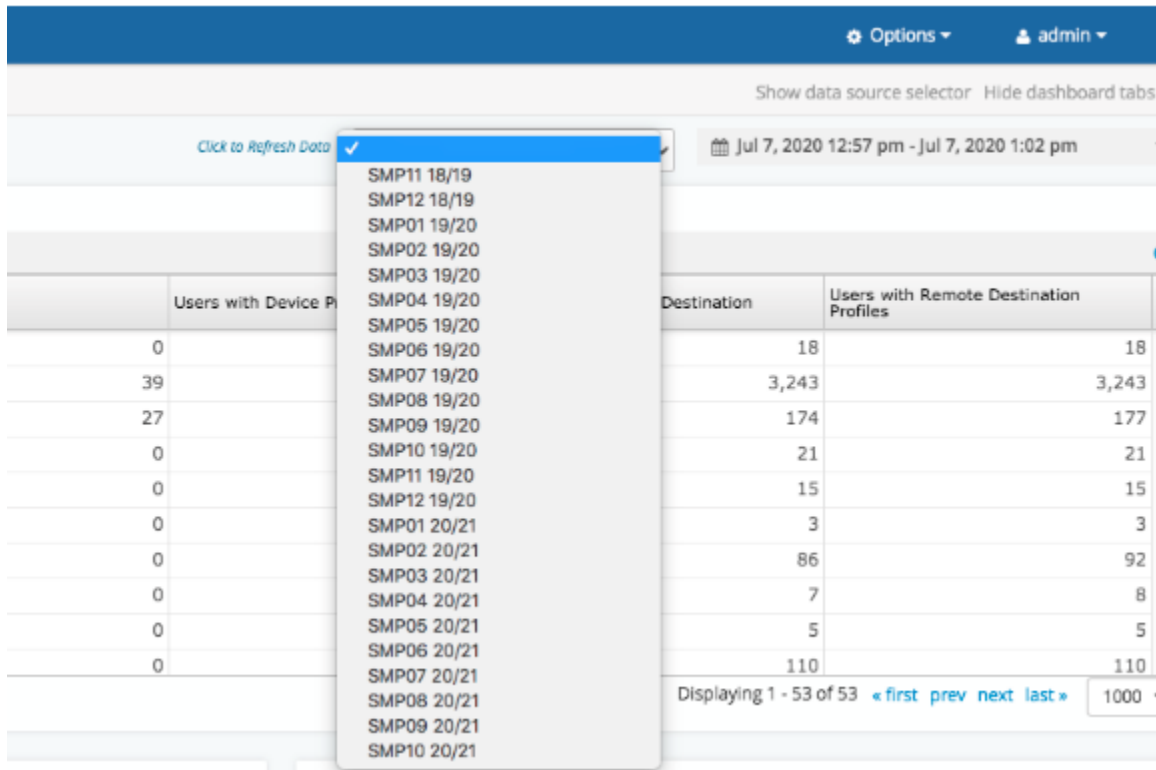 Options
admin
Show data source selector Hide dashboard tabs
Click to Refresh Data
Jul 7, 2020 12:57 pm - Jul 7, 2020 1:02 pm
SMP11 18/19
SMP12 18/19
SMP01 19/20
SMP02 19/20
SMP03 19/20
SMP04 19/20
SMP05 19/20
SMP06 19/20
SMP07 19/20
SMP08 19/20
SMP09 19/20
SMP10 19/20
SMP11 19/20
SMP12 19/20
SMP01 20/21
SMP02 20/21
SMP03 20/21
SMP04 20/21
SMP05 20/21
SMP06 20/21
SMP07 20/21
SMP08 20/21
SMP09 20/21
SMP10 20/21
Users with Device
Destination
Users with Remote Destination
Profiles
0 18 18
39 3,243 3,243
27 174 177
0 21 21
0 15 15
0 3 3
0 86 92
0 7 8
0 5 5
0 110 110
Displaying 1 - 53 of 53 « first prev next last » 1000